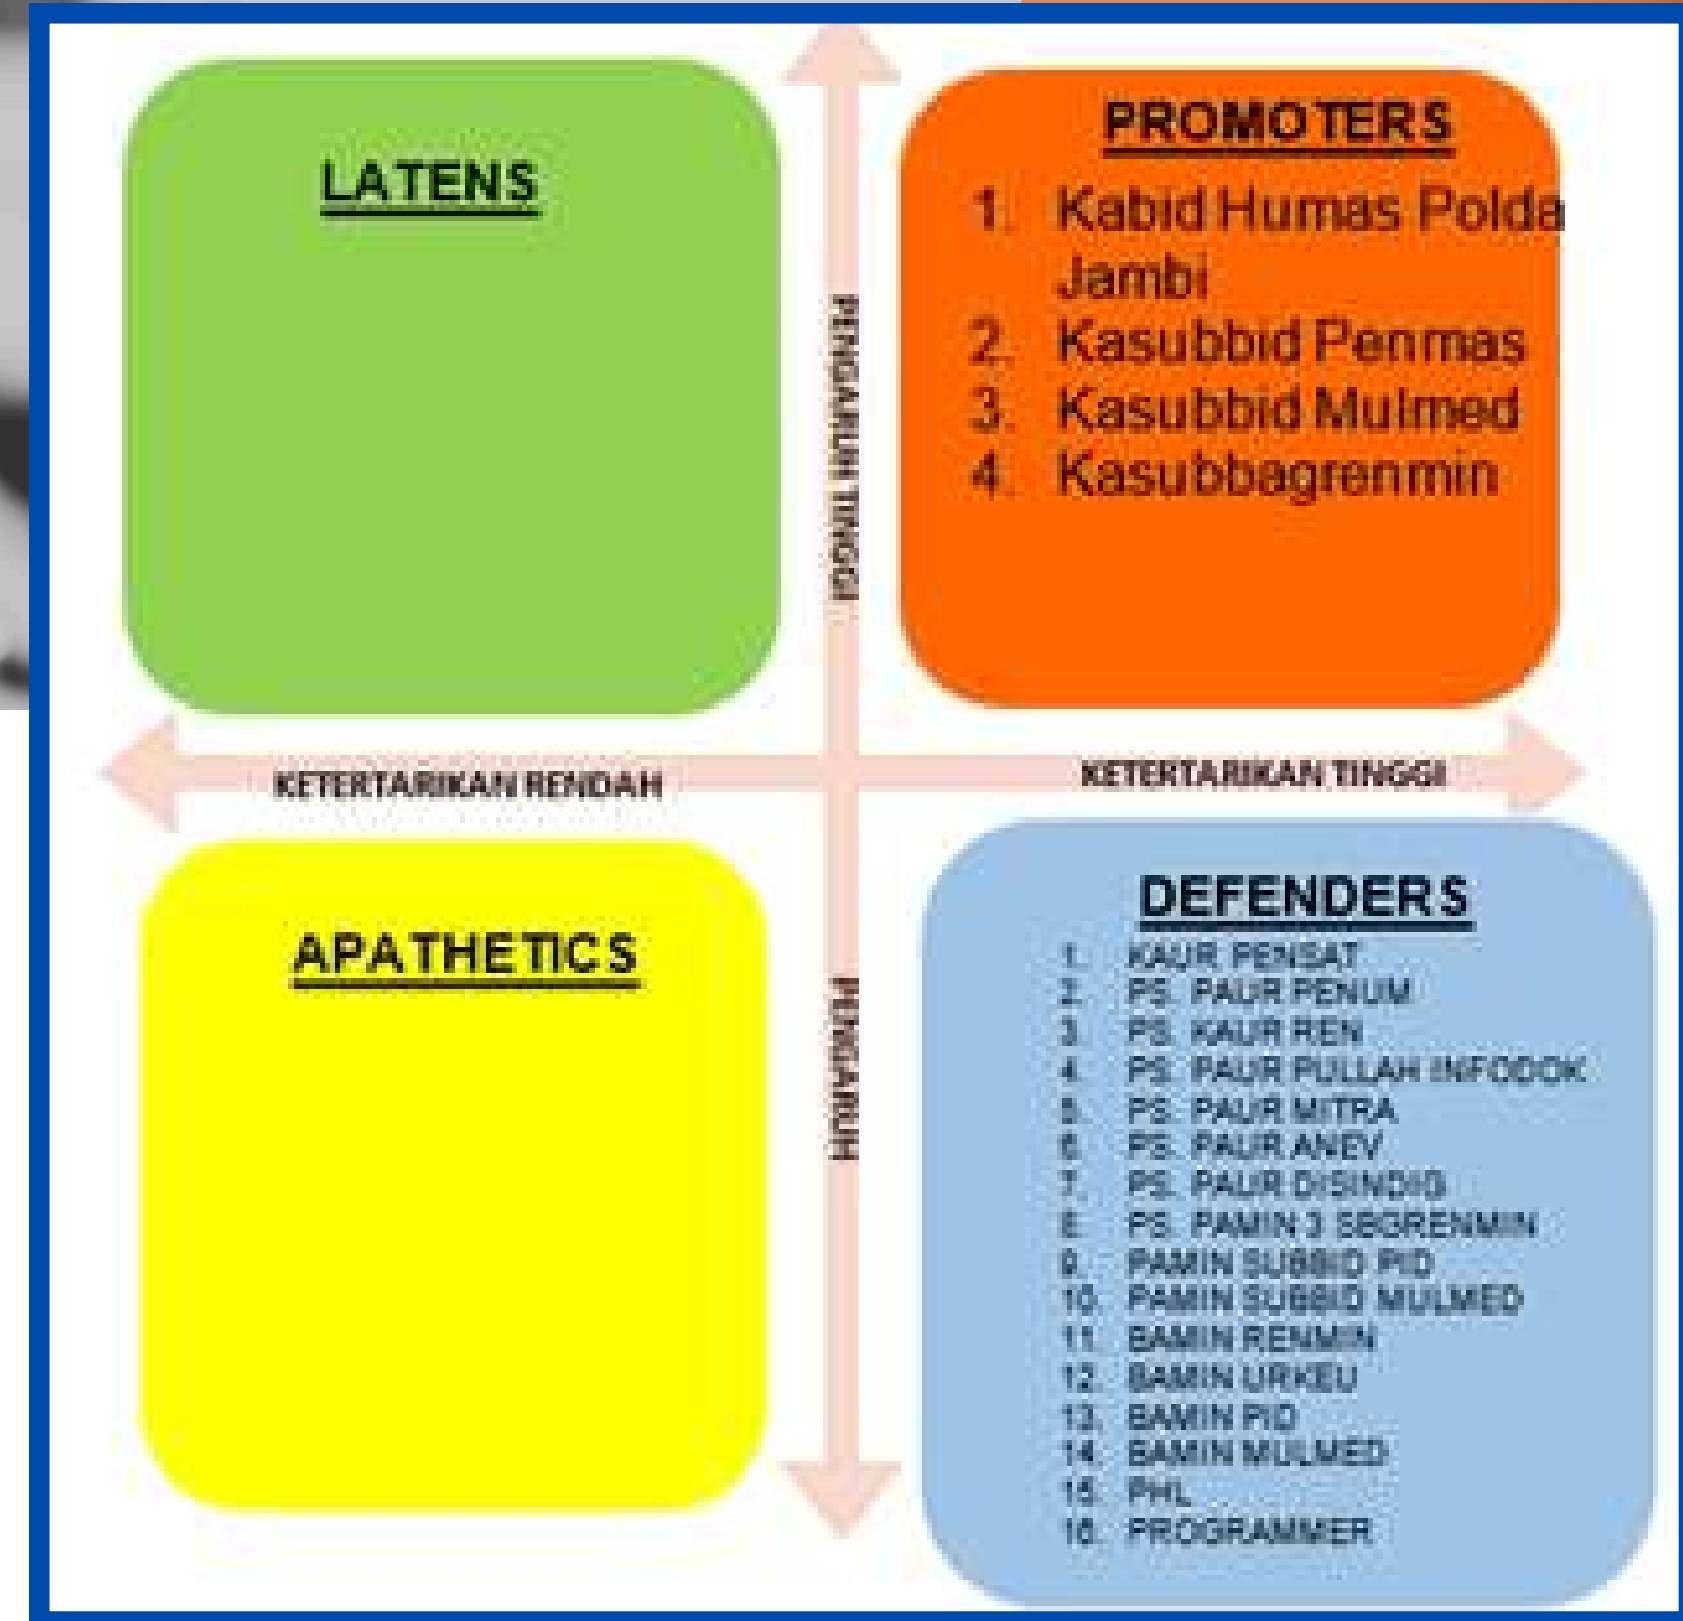 LATENS
PROMOTERS
1. Kabid Humas Polda
Jambi
2. Kasubbid Penmas
3. Kasubbid Mulmed
4. Kasubbagrenmin
PENGARUH TINGGI
KETERTARIKAN RENDAH
KETERTARIKAN TINGGI
APATHETICS
PENGARUH
DEFENDERS
1. KAUR PENSAT
2. PS. PAUR PENUM
3. PS. KAUR REN
4. PS. PAUR PULLAH INFODOK
5. PS. PAUR MITRA
6. PS. PAUR ANEV
7. PS. PAUR DISINDIG
8. PS. PAMIN 3 SBGRENMIN
9. PAMIN SUBBID PID
10. PAMIN SUBBID MULMED
11. BAMIN RENMIN
12. BAMIN URKEU
13. BAMIN PID
14. BAMIN MULMED
15. PHL
16. PROGRAMMER